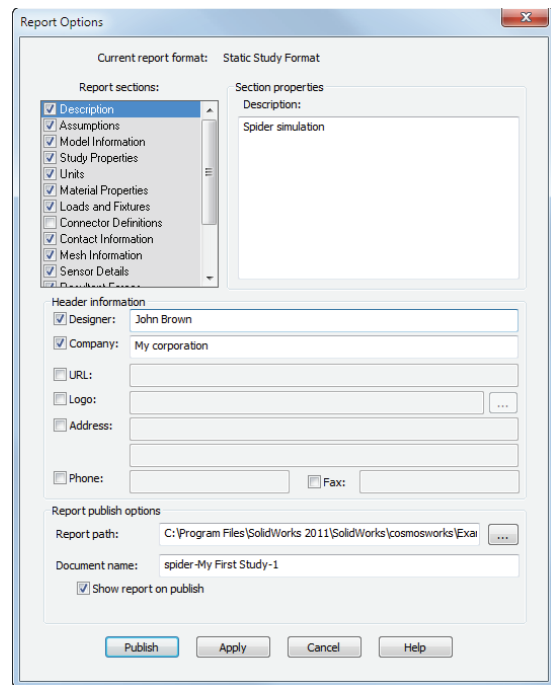 Report Options
Current report format: Static Study Format
Report sections:
Description
Assumptions
Model Information
Study Properties
Units
Material Properties
Loads and Fixtures
Connector Definitions
Contact Information
Mesh Information
Sensor Details
Resultant Forces
Section properties
Description:
Spider simulation
Header information
Designer: John Brown
Company: My corporation
URL:
Logo: ...
Address:
Phone: Fax:
Report publish options
Report path: C:\Program Files\SolidWorks 2011\SolidWorks\cosmosworks\Exar ...
Document name: spider-My First Study-1
Show report on publish
Publish Apply Cancel Help